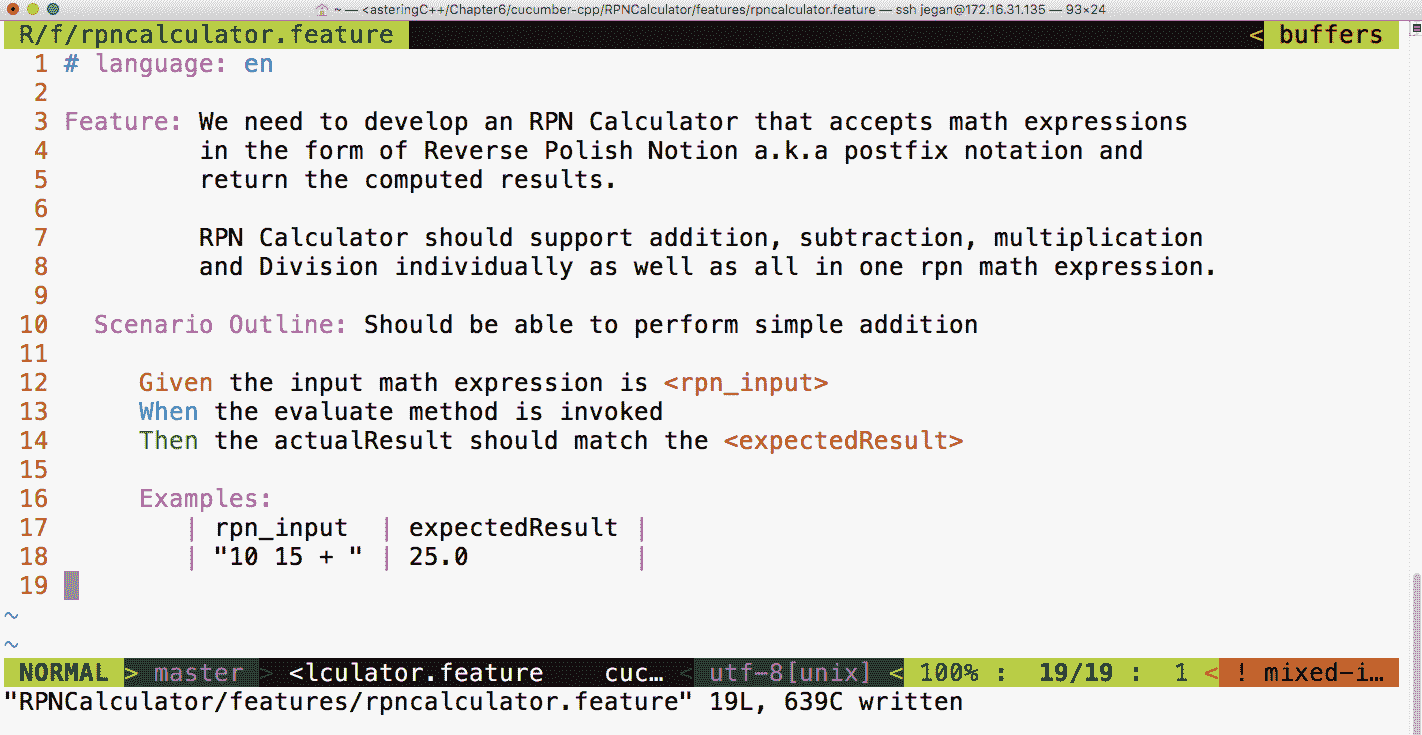 ~ — <asteringC++/Chapter6/cucumber-cpp/RPNCalculator/features/rpncalculator.feature — ssh jegan@172.16.31.135 — 93×24
R/f/rpncalculator.feature < buffers
1 # language: en
2
3 Feature: We need to develop an RPN Calculator that accepts math expressions
4 in the form of Reverse Polish Notion a.k.a postfix notation and
5 return the computed results.
6
7 RPN Calculator should support addition, subtraction, multiplication
8 and Division individually as well as all in one rpn math expression.
9
10 Scenario Outline: Should be able to perform simple addition
11
12 Given the input math expression is <rpn_input>
13 When the evaluate method is invoked
14 Then the actualResult should match the <expectedResult>
15
16 Examples:
17 | rpn_input | expectedResult |
18 | "10 15 + " | 25.0 |
19
~
~
NORMAL > master > <lculator.feature cuc… < utf-8[unix] < 100% : 19/19 : 1 < ! mixed-i…
"RPNCalculator/features/rpncalculator.feature" 19L, 639C written